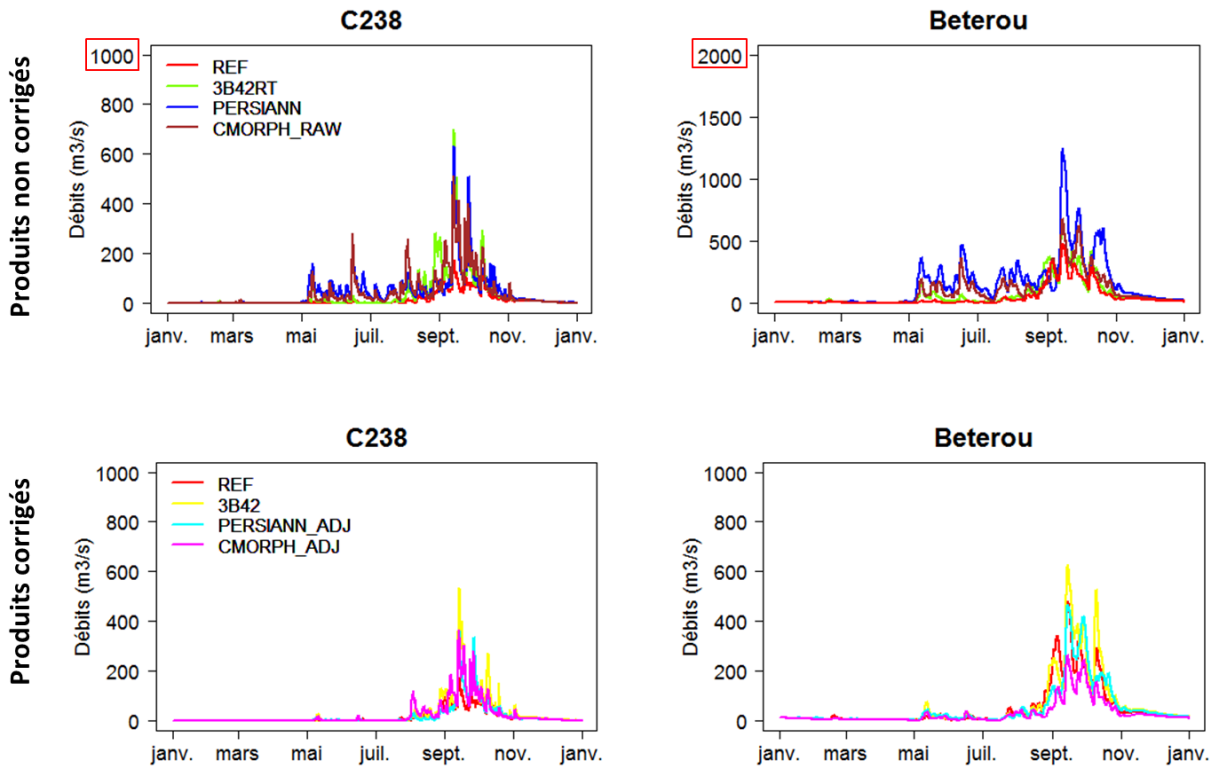 C238
Beterou
Produits non corrigés
Débits (m3/s)
1000
800
600
400
200
0
REF
3B42RT
PERSIANN
CMORPH_RAW
janv. mars mai juil. sept. nov. janv.
Débits (m3/s)
2000
1500
1000
500
0
janv. mars mai juil. sept. nov. janv.
C238
Beterou
Produits corrigés
Débits (m3/s)
1000
800
600
400
200
0
REF
3B42
PERSIANN_ADJ
CMORPH_ADJ
janv. mars mai juil. sept. nov. janv.
Débits (m3/s)
1000
800
600
400
200
0
janv. mars mai juil. sept. nov. janv.